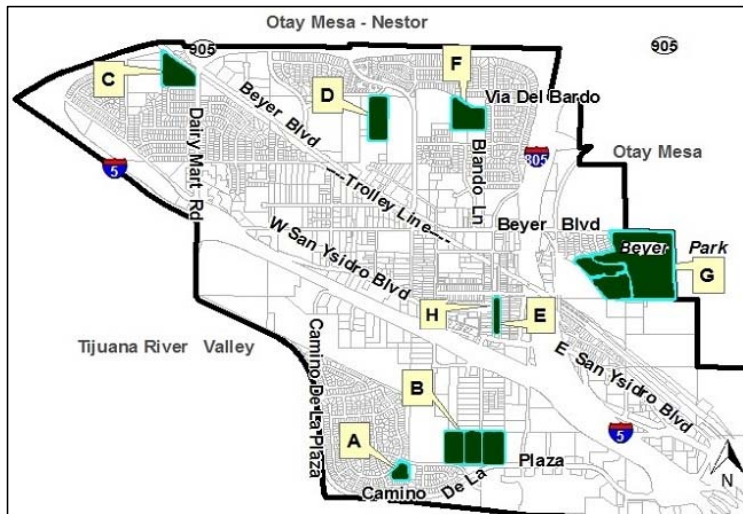 Otay Mesa - Nestor
905
905
C
F
D
Via Del Bardo
Beyer Blvd
Dairy Mart Rd
Blando Ln
Otay Mesa
5
805
----Trolley Line----
Beyer Blvd
Beyer Park
G
W San Ysidro Blvd
H
E
Tijuana River Valley
Camino De La Plaza
E San Ysidro Blvd
B
A
5
Camino De La Plaza
N